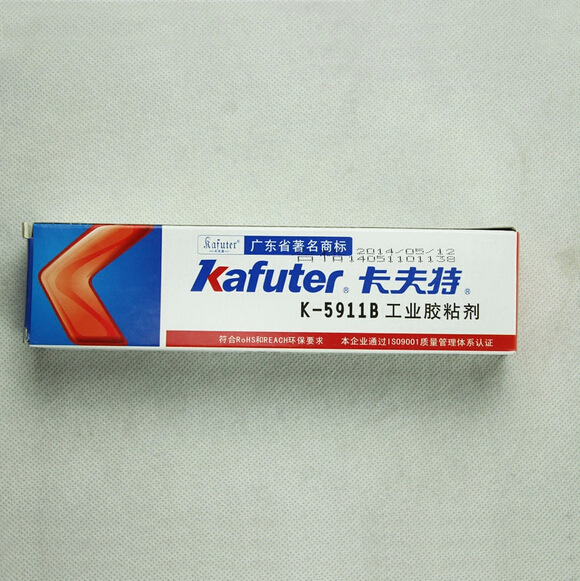 Kafuter®
广东省著名商标
2014/05/12
14051101138
Kafuter® 卡夫特®
K-5911B 工业胶粘剂
符合RoHS和REACH环保要求 本企业通过ISO9001质量管理体系认证